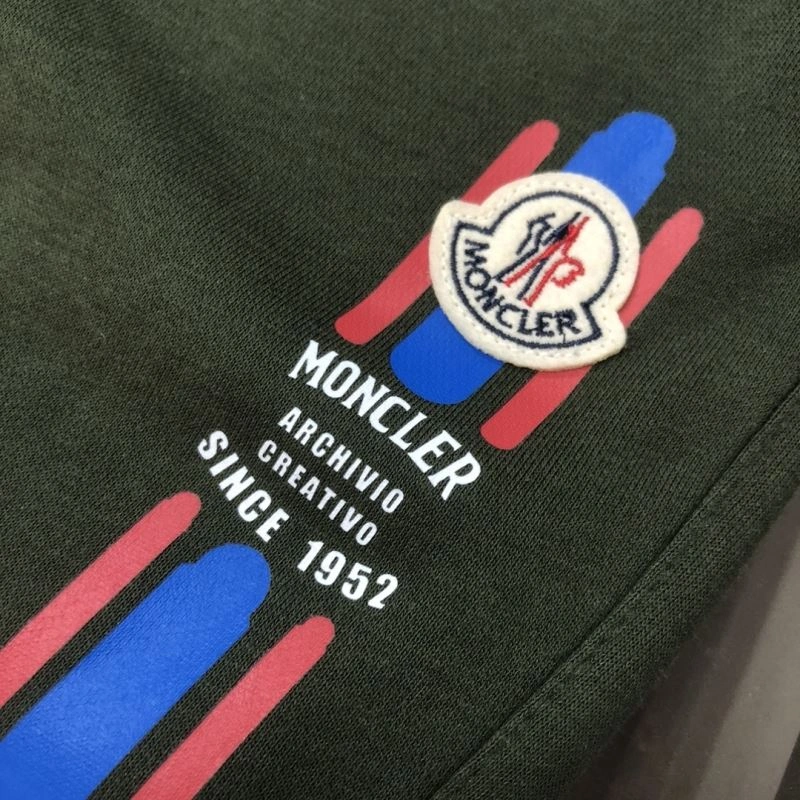 MONCLER
MONCLER
ARCHIVIO
CREATIVO
SINCE 1952